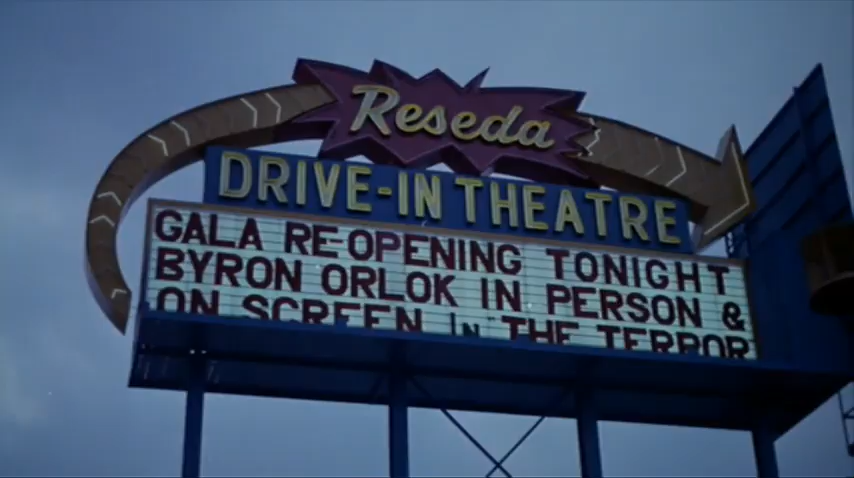 Reseda
DRIVE-IN THEATRE
GALA RE-OPENING TONIGHT
BYRON ORLOK IN PERSON &
ON SCREEN IN THE TERROR